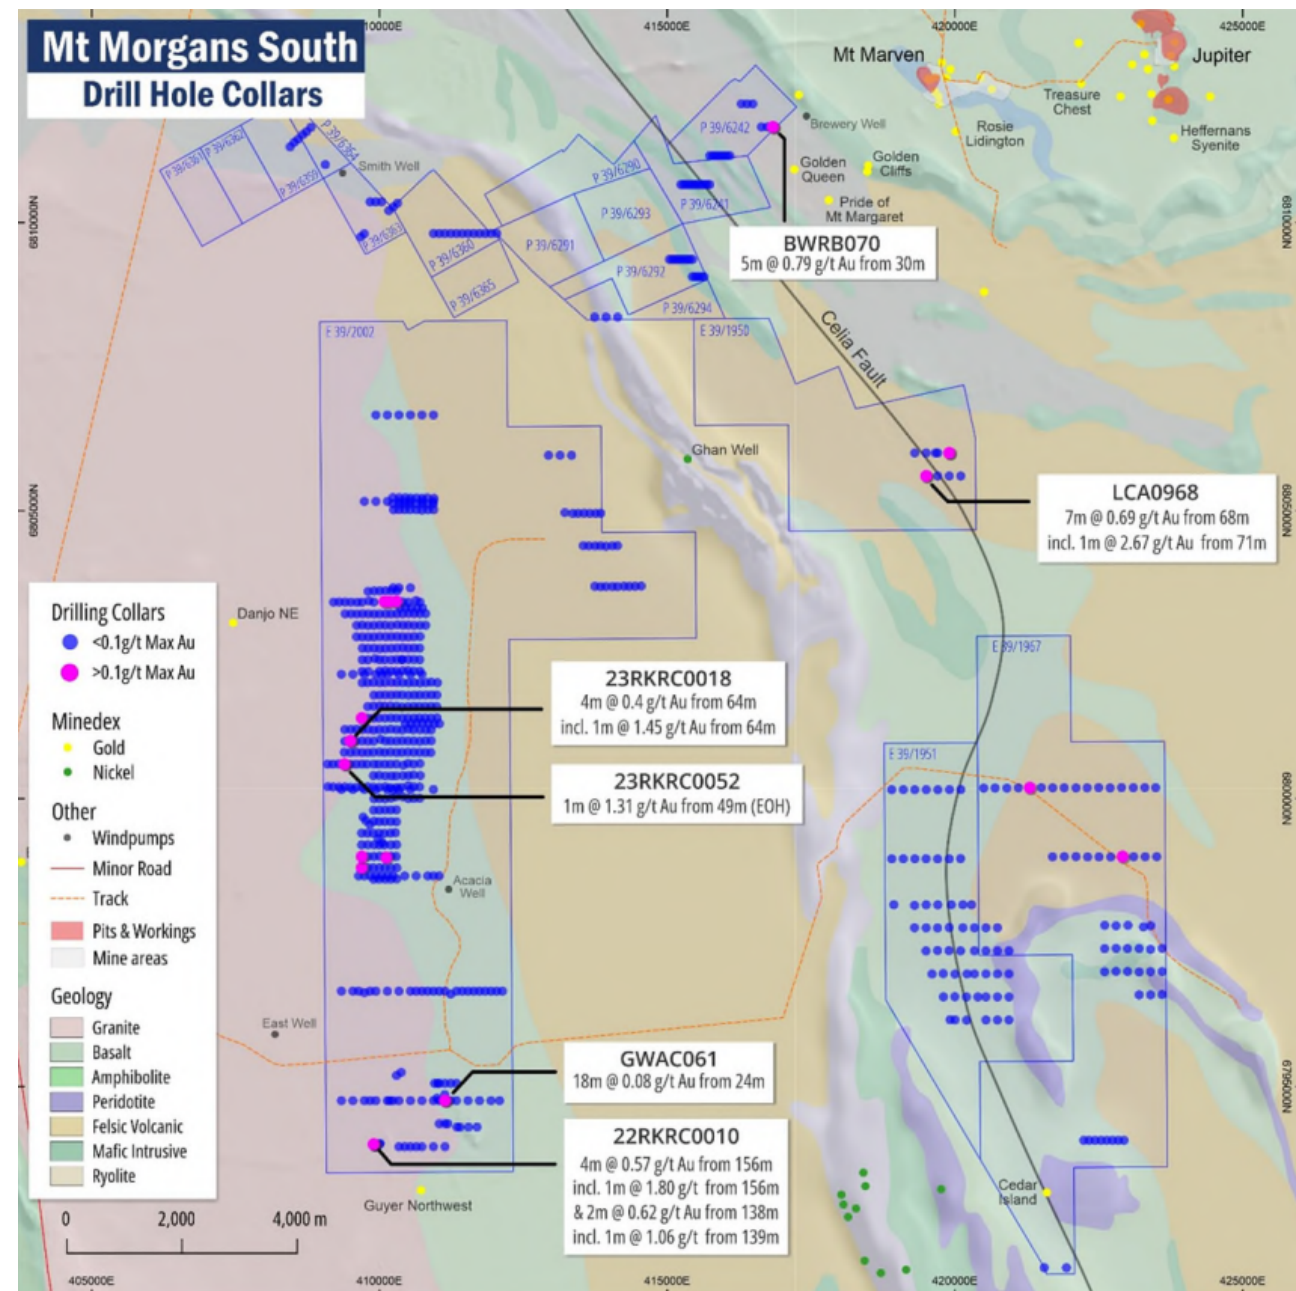 Mt Morgans South
Drill Hole Collars
410000E
415000E
420000E
425000E
Mt Marven
Jupiter
Treasure
Chest
Rosie
Lidington
Heffernans
Syenite
Brewery Well
Golden
Queen
Golden
Cliffs
Pride of
Mt Margaret
P 39/6361
P 39/6362
P 39/6364
P 39/6359
Smith Well
P 39/6363
P 39/6360
P 39/6365
P 39/6242
P 39/6290
P 39/6241
P 39/6293
P 39/6291
P 39/6292
P 39/6294
6810000N
6810000N
BWRB070
5m @ 0.79 g/t Au from 30m
E 39/2002
E 39/1950
Celia Fault
Ghan Well
6805000N
6805000N
LCA0968
7m @ 0.69 g/t Au from 68m
incl. 1m @ 2.67 g/t Au from 71m
Danjo NE
E 39/1967
E 39/1951
23RKRC0018
4m @ 0.4 g/t Au from 64m
incl. 1m @ 1.45 g/t Au from 64m
23RKRC0052
1m @ 1.31 g/t Au from 49m (EOH)
6800000N
Acacia
Well
East Well
GWAC061
18m @ 0.08 g/t Au from 24m
6795000N
22RKRC0010
4m @ 0.57 g/t Au from 156m
incl. 1m @ 1.80 g/t from 156m
& 2m @ 0.62 g/t Au from 138m
incl. 1m @ 1.06 g/t from 139m
Guyer Northwest
Cedar
Island
Drilling Collars
<0.1g/t Max Au
>0.1g/t Max Au
Minedex
Gold
Nickel
Other
Windpumps
Minor Road
Track
Pits & Workings
Mine areas
Geology
Granite
Basalt
Amphibolite
Peridotite
Felsic Volcanic
Mafic Intrusive
Ryolite
0
2,000
4,000 m
405000E
410000E
415000E
420000E
425000E